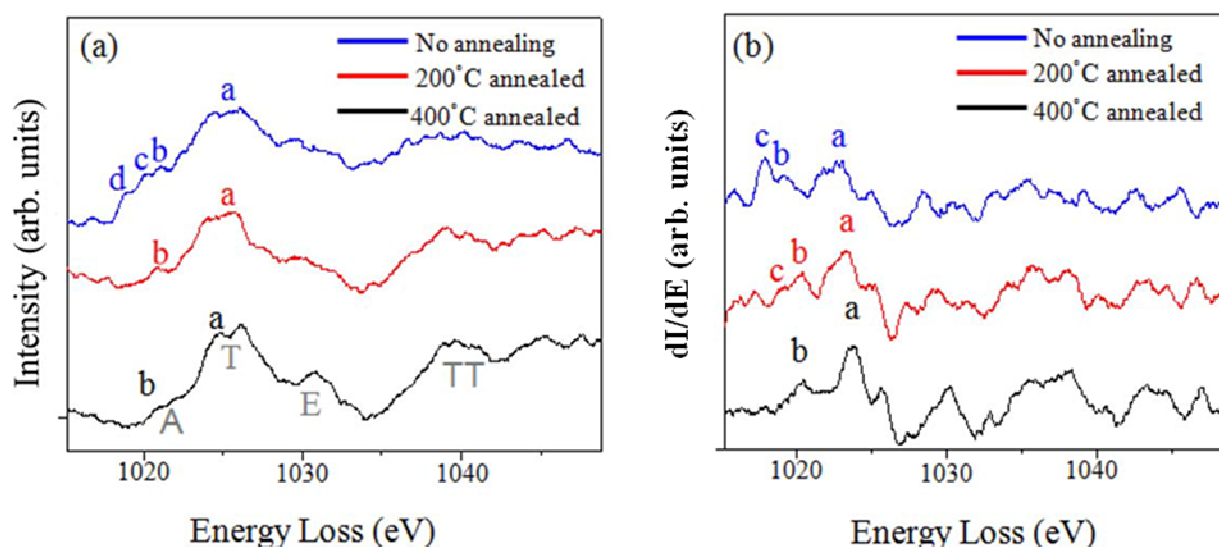 (a)
No annealing
200°C annealed
400°C annealed
a
d c b
a
b
a
T
b
A
E
TT
Intensity (arb. units)
1020 1030 1040
Energy Loss (eV)
(b)
No annealing
200°C annealed
400°C annealed
c b a
a
c b
a
b
dI/dE (arb. units)
1020 1030 1040
Energy Loss (eV)